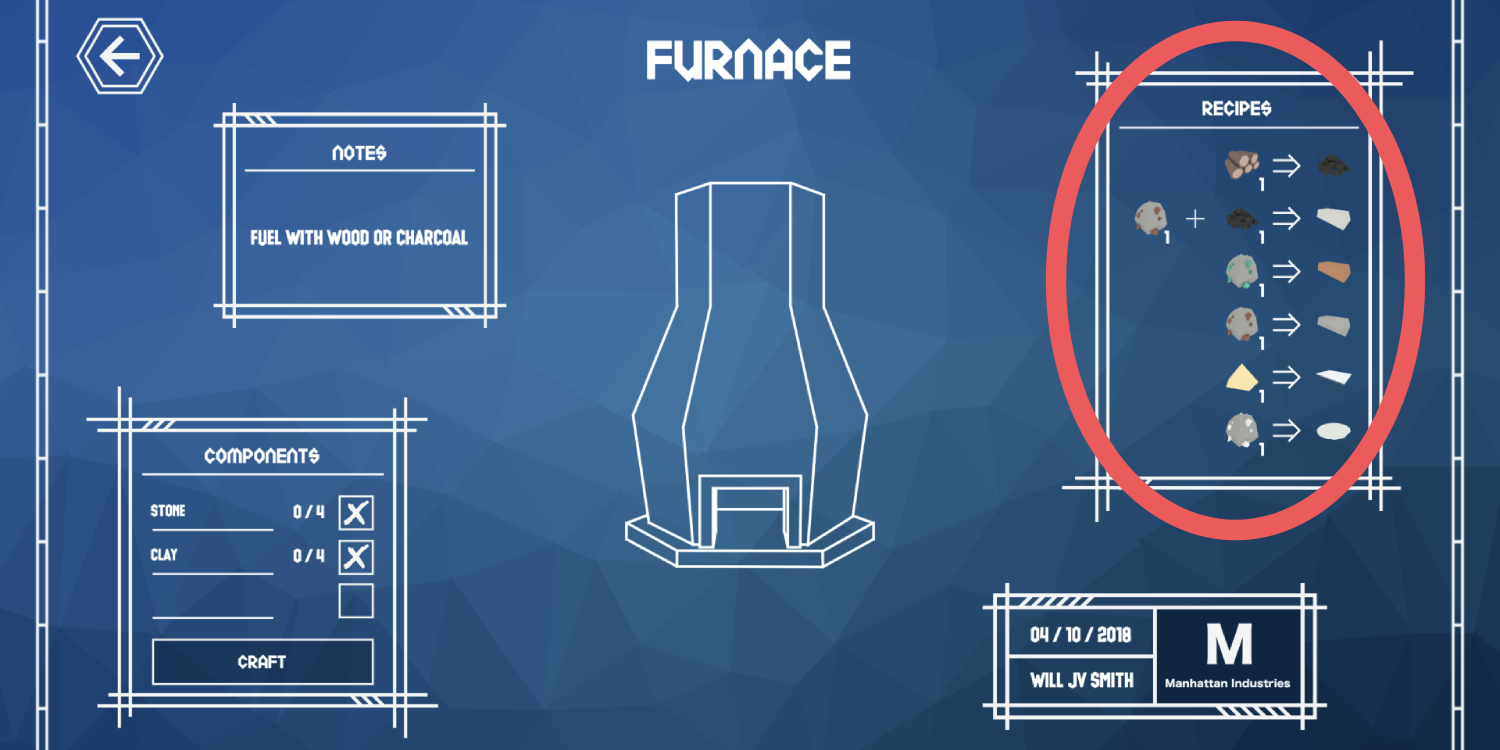 FURNACE
NOTES
FUEL WITH WOOD OR CHARCOAL
RECIPES
1
1 + 1
1
1
1
1
COMPONENTS
STONE 0 / 4
CLAY 0 / 4
CRAFT
04 / 10 / 2018
WILL JV SMITH
M
Manhattan Industries